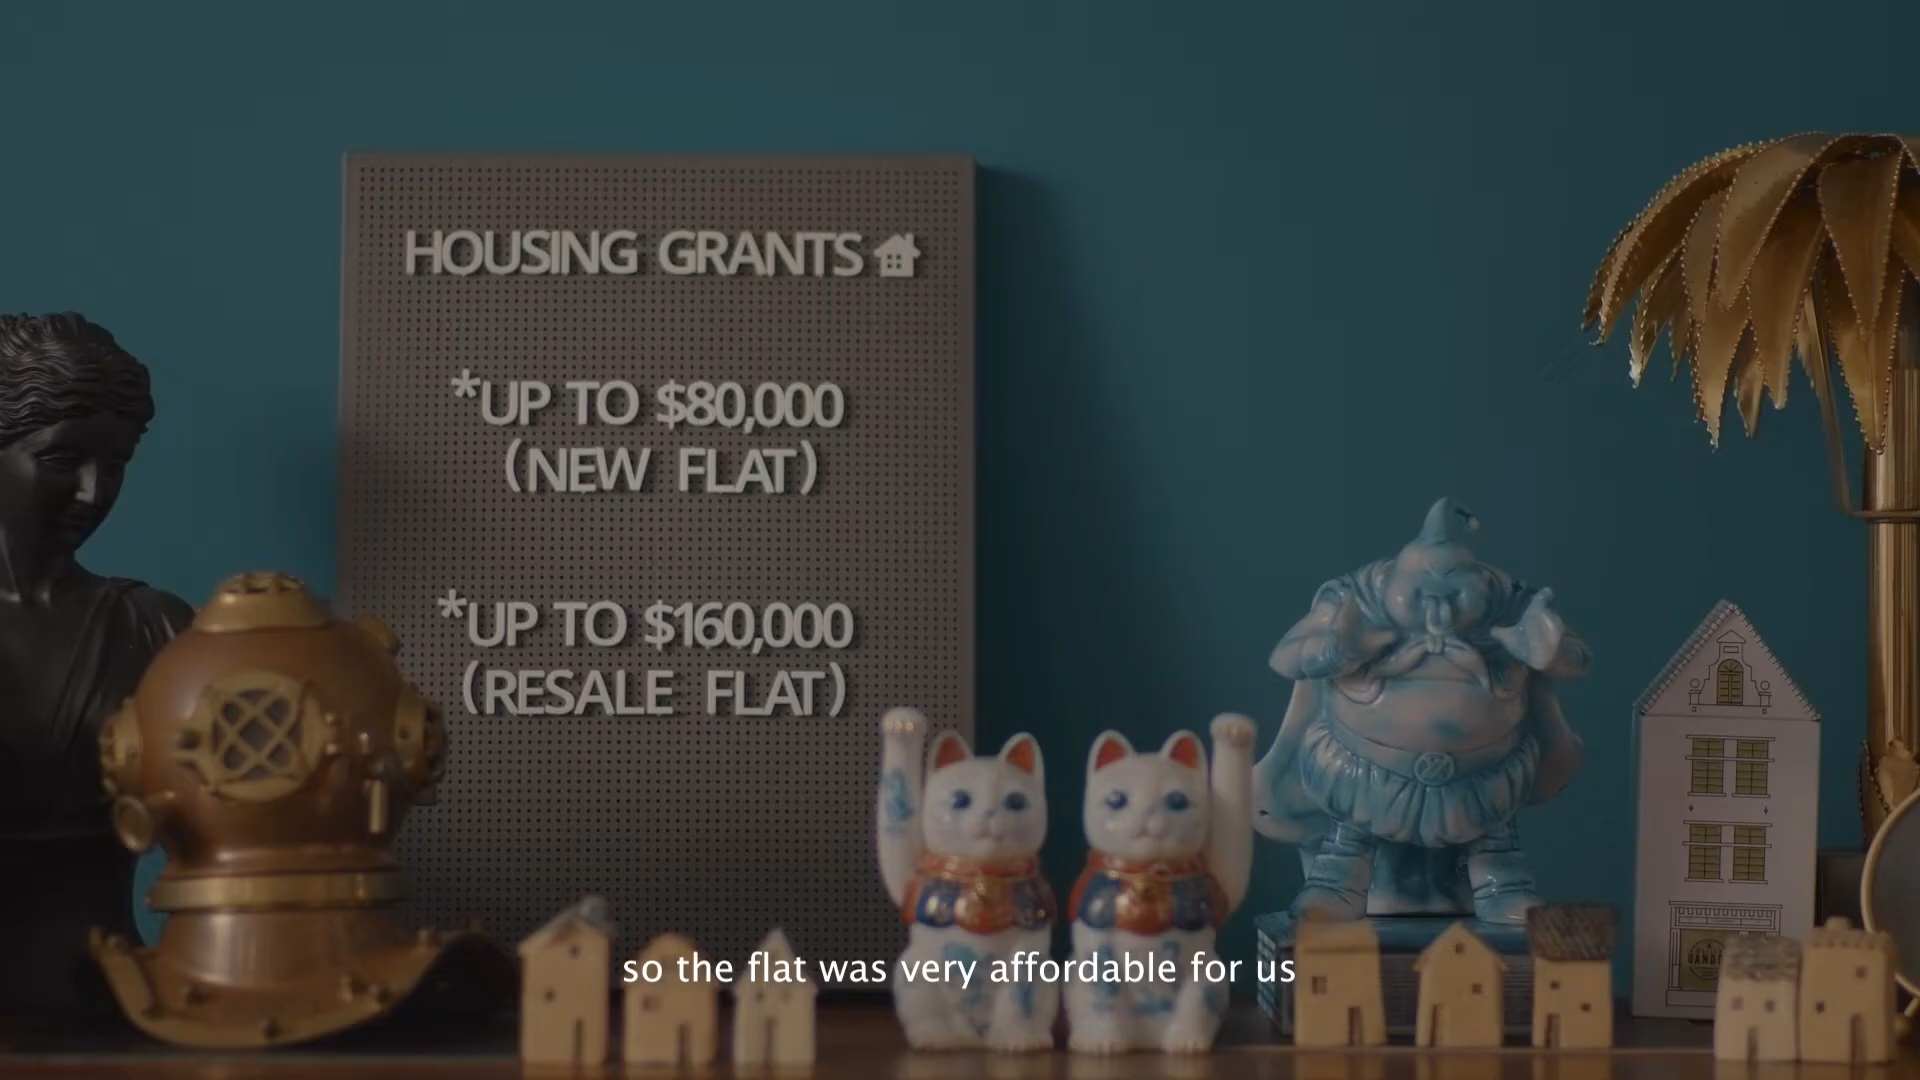 HOUSING GRANTS
*UP TO $80,000
(NEW FLAT)
*UP TO $160,000
(RESALE FLAT)
so the flat was very affordable for us